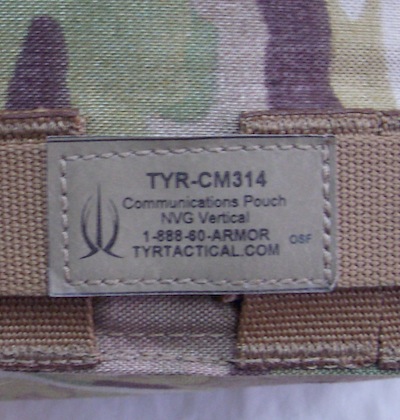 TYR-CM314
Communications Pouch
NVG Vertical
1-888-60-ARMOR
OSF
TYRTACTICAL.COM